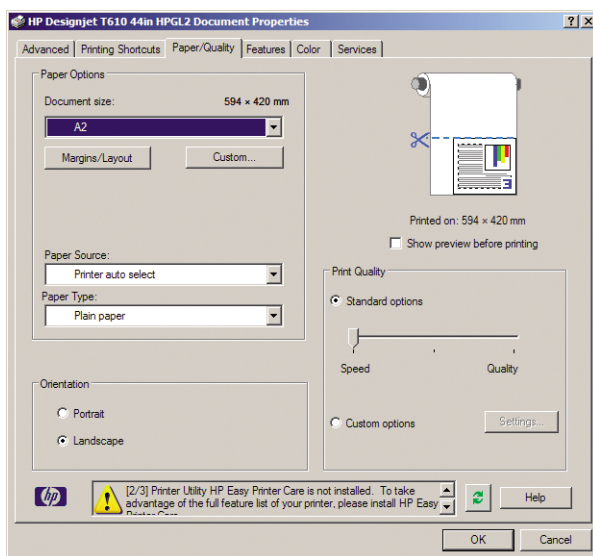 HP Designjet T610 44in HPGL2 Document Properties
Advanced Printing Shortcuts Paper/Quality Features Color Services
Paper Options
Document size: 594 × 420 mm
A2
Margins/Layout Custom...
Printed on: 594 × 420 mm
Show preview before printing
Paper Source:
Printer auto select
Paper Type:
Plain paper
Print Quality
Standard options
Speed Quality
Custom options Settings...
Orientation
Portrait
Landscape
hp
[2/3] Printer Utility HP Easy Printer Care is not installed. To take
advantage of the full feature list of your printer, please install HP Easy
Printer Care
Help
OK Cancel